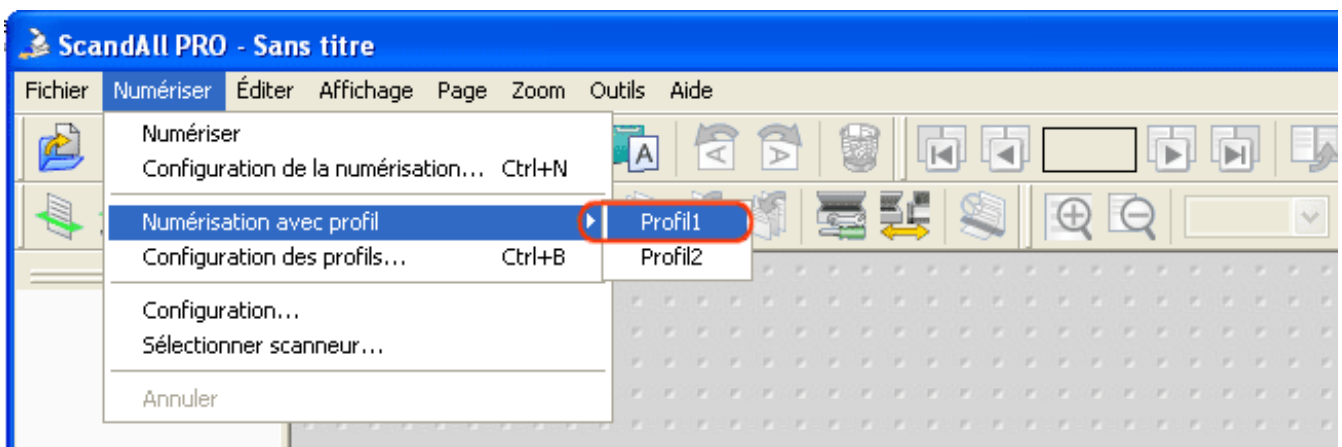 ScandAll PRO - Sans titre
Fichier Numériser Éditer Affichage Page Zoom Outils Aide
Numériser
A
Configuration de la numérisation... Ctrl+N
Numérisation avec profil Profil1
Configuration des profils... Ctrl+B Profil2
Configuration...
Sélectionner scanneur...
Annuler